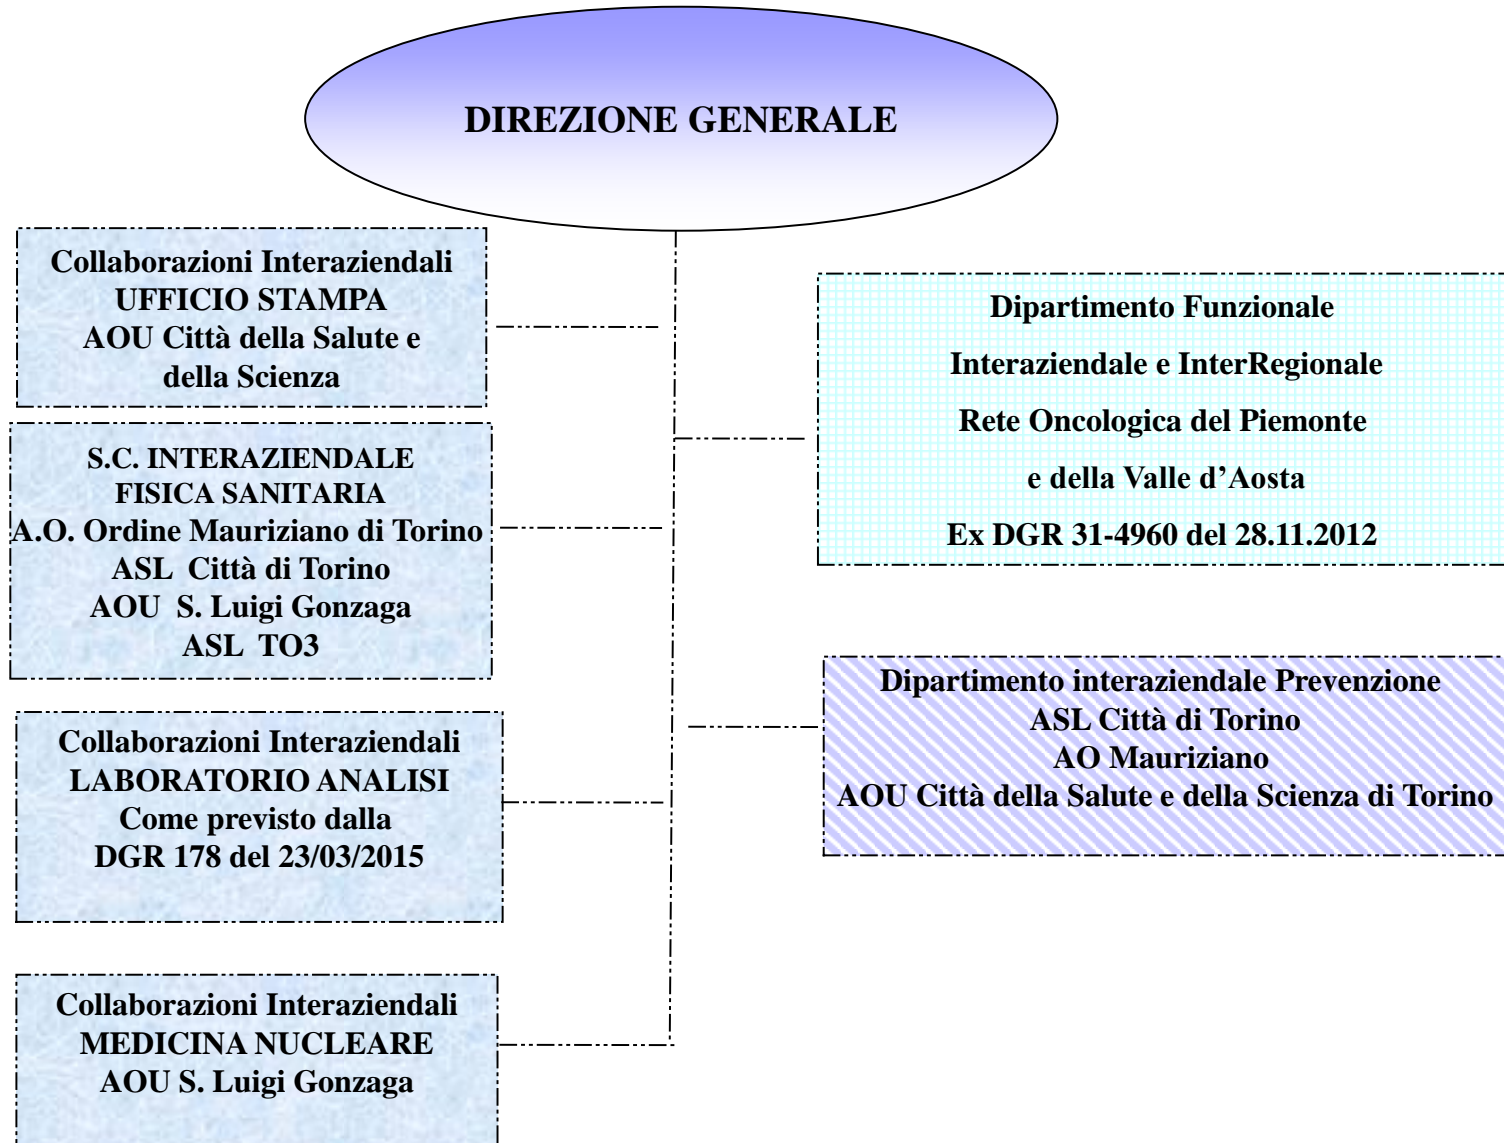 DIREZIONE GENERALE
Collaborazioni Interaziendali
UFFICIO STAMPA
AOU Città della Salute e
della Scienza
S.C. INTERAZIENDALE
FISICA SANITARIA
A.O. Ordine Mauriziano di Torino
ASL Città di Torino
AOU S. Luigi Gonzaga
ASL TO3
Collaborazioni Interaziendali
LABORATORIO ANALISI
Come previsto dalla
DGR 178 del 23/03/2015
Collaborazioni Interaziendali
MEDICINA NUCLEARE
AOU S. Luigi Gonzaga
Dipartimento Funzionale
Interaziendale e InterRegionale
Rete Oncologica del Piemonte
e della Valle d’Aosta
Ex DGR 31-4960 del 28.11.2012
Dipartimento interaziendale Prevenzione
ASL Città di Torino
AO Mauriziano
AOU Città della Salute e della Scienza di Torino